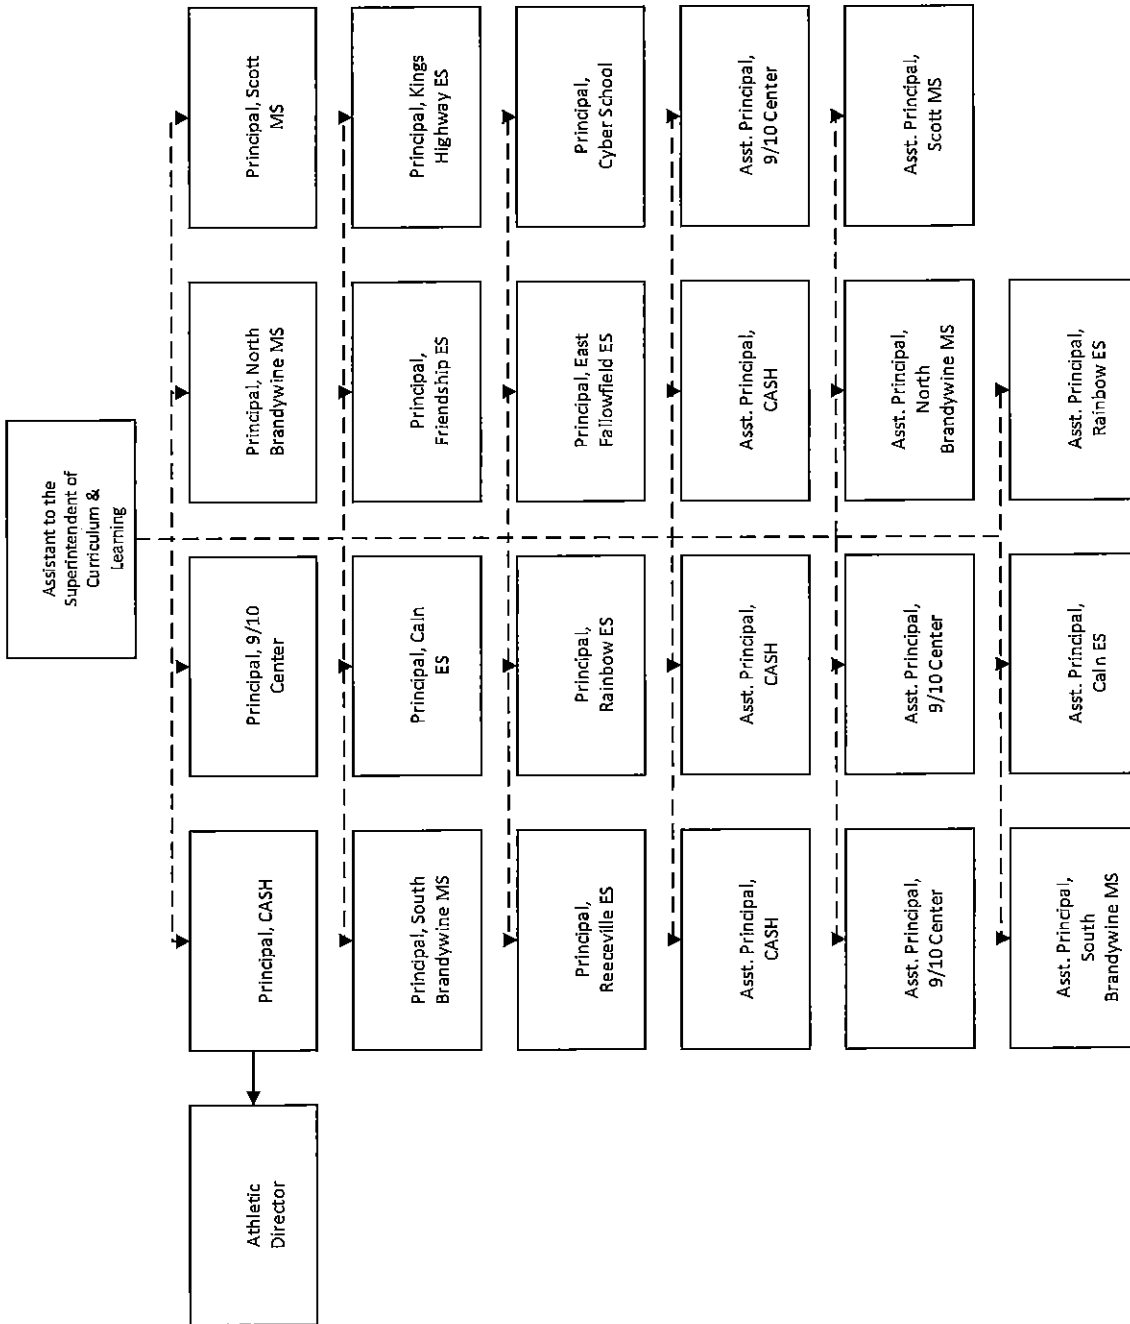 Assistant to the
Superintendent of
Curriculum &
Learning
Athletic
Director
Principal, CASH
Principal, 9/10
Center
Principal, North
Brandywine MS
Principal, Scott
MS
Principal, South
Brandywine MS
Principal, Caln
ES
Principal,
Friendship ES
Principal, Kings
Highway ES
Principal,
Reeceville ES
Principal,
Rainbow ES
Principal, East
Fallowfield ES
Principal,
Cyber School
Asst. Principal,
CASH
Asst. Principal,
CASH
Asst. Principal,
CASH
Asst. Principal,
9/10 Center
Asst. Principal,
9/10 Center
Asst. Principal,
9/10 Center
Asst. Principal,
North
Brandywine MS
Asst. Principal,
Scott MS
Asst. Principal,
South
Brandywine MS
Asst. Principal,
Caln ES
Asst. Principal,
Rainbow ES